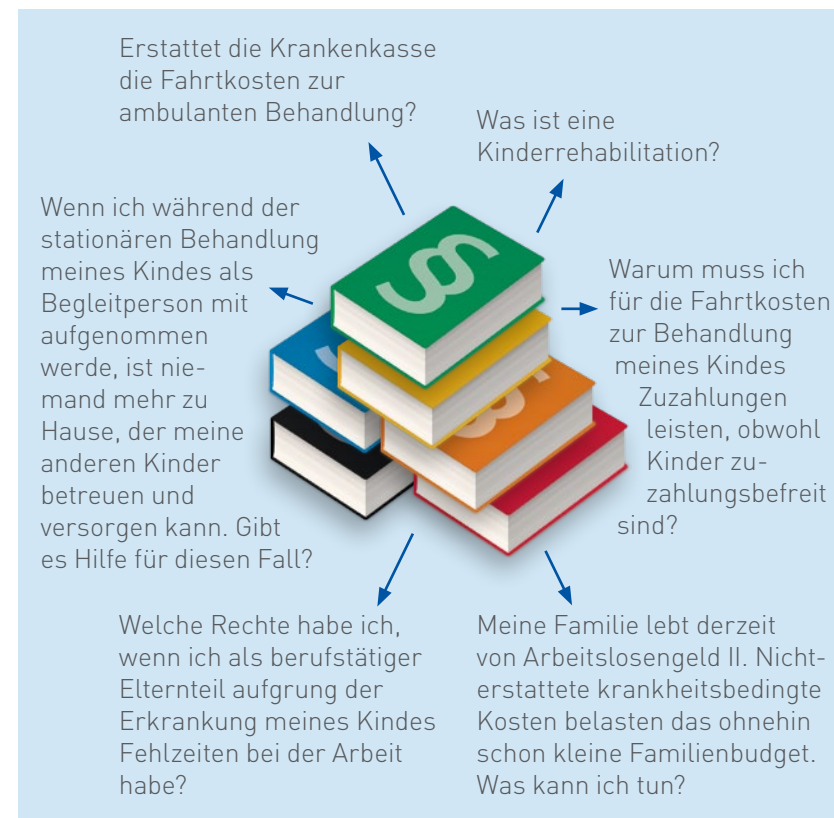 Erstattet die Krankenkasse
die Fahrtkosten zur
ambulanten Behandlung?
Was ist eine
Kinderrehabilitation?
Wenn ich während der
stationären Behandlung
meines Kindes als
Begleitperson mit
aufgenommen
werde, ist nie-
mand mehr zu
Hause, der meine
anderen Kinder
betreuen und
versorgen kann. Gibt
es Hilfe für diesen Fall?
Warum muss ich
für die Fahrtkosten
zur Behandlung
meines Kindes
Zuzahlungen
leisten, obwohl
Kinder zu-
zahlungsbefreit
sind?
Welche Rechte habe ich,
wenn ich als berufstätiger
Elternteil aufgrung der
Erkrankung meines Kindes
Fehlzeiten bei der Arbeit
habe?
Meine Familie lebt derzeit
von Arbeitslosengeld II. Nicht-
erstattete krankheitsbedingte
Kosten belasten das ohnehin
schon kleine Familienbudget.
Was kann ich tun?
§
§